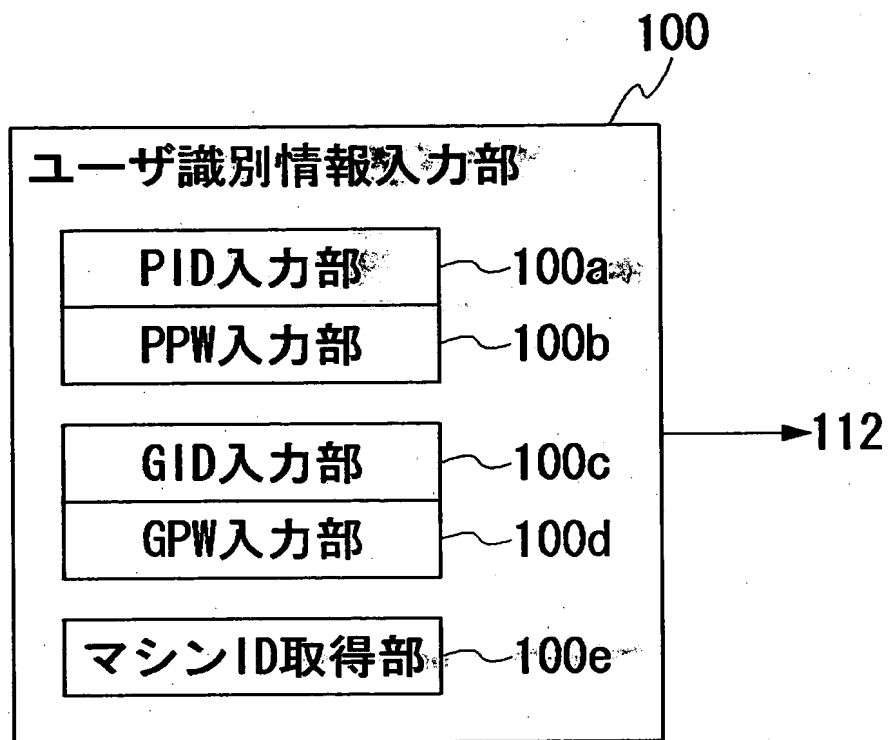 100
ユーザ識別情報入力部
PID入力部 100a
PPW入力部 100b
112
GID入力部 100c
GPW入力部 100d
マシンID取得部 100e